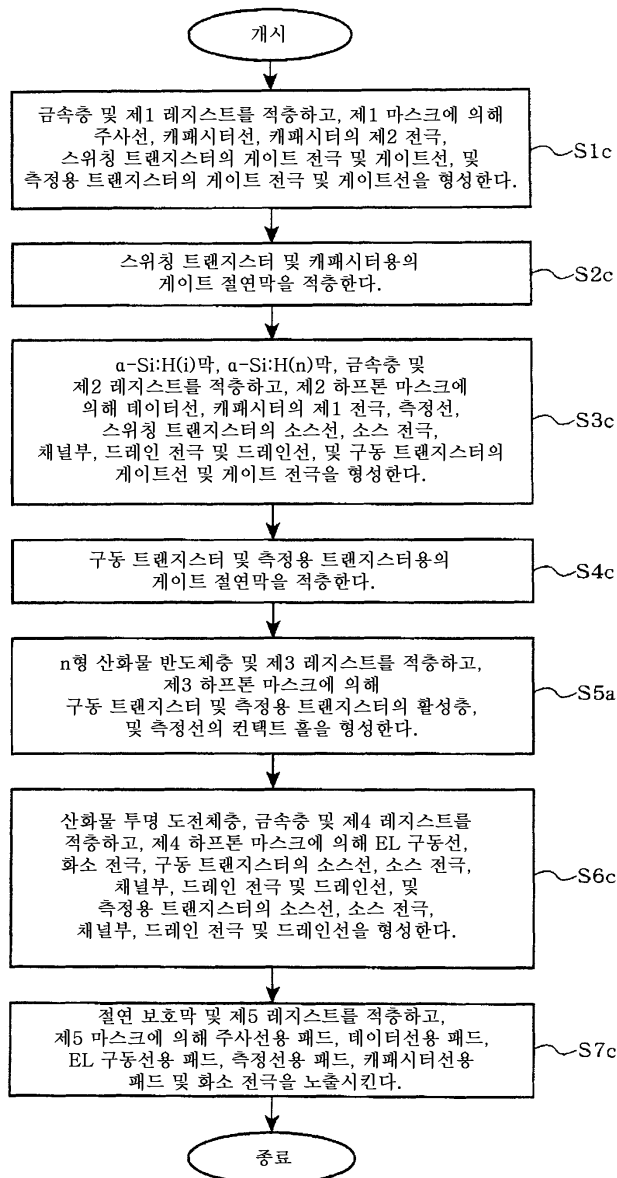 개시
금속층 및 제1 레지스트를 적층하고, 제1 마스크에 의해
주사선, 캐패시터선, 캐패시터의 제2 전극,
스위칭 트랜지스터의 게이트 전극 및 게이트선, 및
측정용 트랜지스터의 게이트 전극 및 게이트선을 형성한다.
S1c
스위칭 트랜지스터 및 캐패시터용의
게이트 절연막을 적층한다.
S2c
α-Si:H(i)막, α-Si:H(n)막, 금속층 및
제2 레지스트를 적층하고, 제2 하프톤 마스크에
의해 데이터선, 캐패시터의 제1 전극, 측정선,
스위칭 트랜지스터의 소스선, 소스 전극,
채널부, 드레인 전극 및 드레인선, 및 구동 트랜지스터의
게이트선 및 게이트 전극을 형성한다.
S3c
구동 트랜지스터 및 측정용 트랜지스터용의
게이트 절연막을 적층한다.
S4c
n형 산화물 반도체층 및 제3 레지스트를 적층하고,
제3 하프톤 마스크에 의해
구동 트랜지스터 및 측정용 트랜지스터의 활성층,
및 측정선의 컨택트 홀을 형성한다.
S5a
산화물 투명 도전체층, 금속층 및 제4 레지스트를
적층하고, 제4 하프톤 마스크에 의해 EL 구동선,
화소 전극, 구동 트랜지스터의 소스선, 소스 전극,
채널부, 드레인 전극 및 드레인선, 및
측정용 트랜지스터의 소스선, 소스 전극,
채널부, 드레인 전극 및 드레인선을 형성한다.
S6c
절연 보호막 및 제5 레지스트를 적층하고,
제5 마스크에 의해 주사선용 패드, 데이터선용 패드,
EL 구동선용 패드, 측정선용 패드, 캐패시터선용
패드 및 화소 전극을 노출시킨다.
S7c
종료